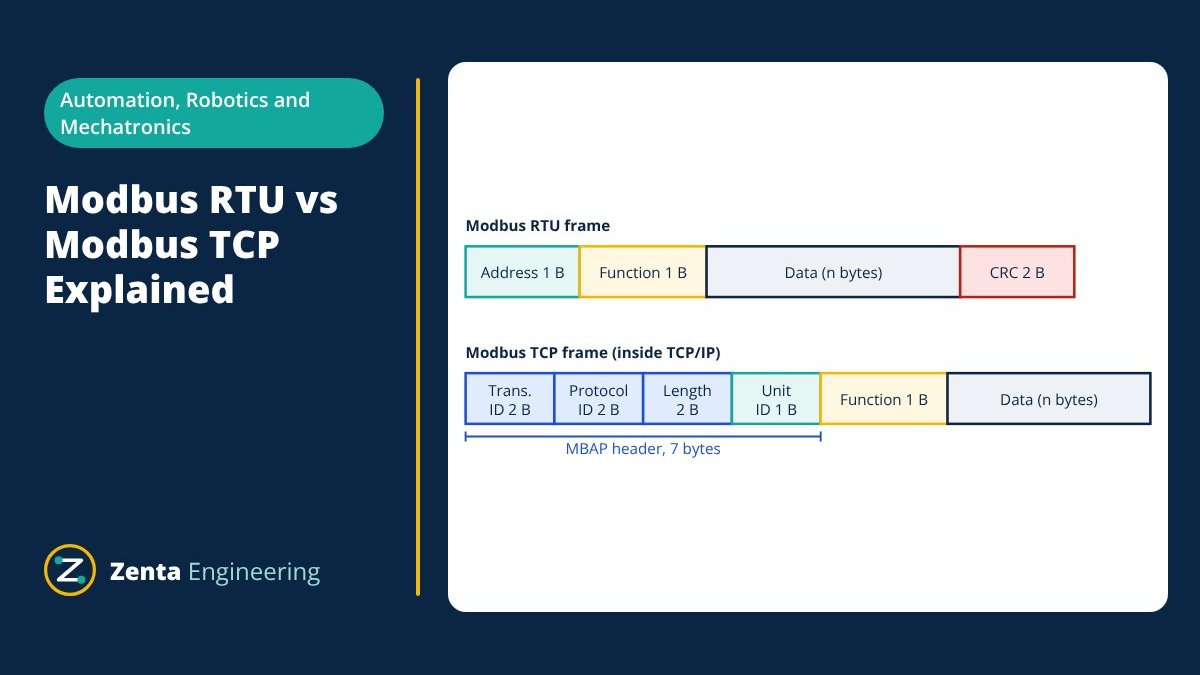 Automation, Robotics and
Mechatronics
Modbus RTU vs
Modbus TCP
Explained
Modbus RTU frame
Address 1 B
Function 1 B
Data (n bytes)
CRC 2 B
Modbus TCP frame (inside TCP/IP)
Trans.
ID 2 B
Protocol
ID 2 B
Length
2 B
Unit
ID 1 B
Function 1 B
Data (n bytes)
MBAP header, 7 bytes
Z
Zenta Engineering